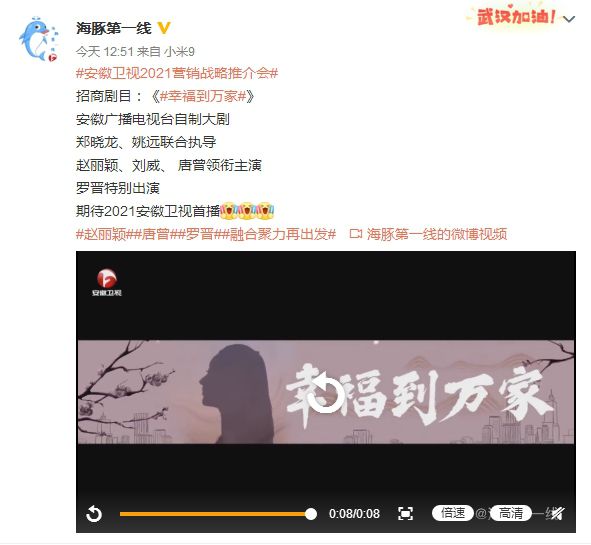 海豚第一线
武汉加油!
今天 12:51 来自 小米9
#安徽卫视2021营销战略推介会#
招商剧目：《#幸福到万家#》
安徽广播电视台自制大剧
郑晓龙、姚远联合执导
赵丽颖、刘威、 唐曾领衔主演
罗晋特别出演
期待2021安徽卫视首播
#赵丽颖##唐曾##罗晋##融合聚力再出发# 海豚第一线的微博视频
安徽卫视
幸福到万家
0:08/0:08 倍速 高清